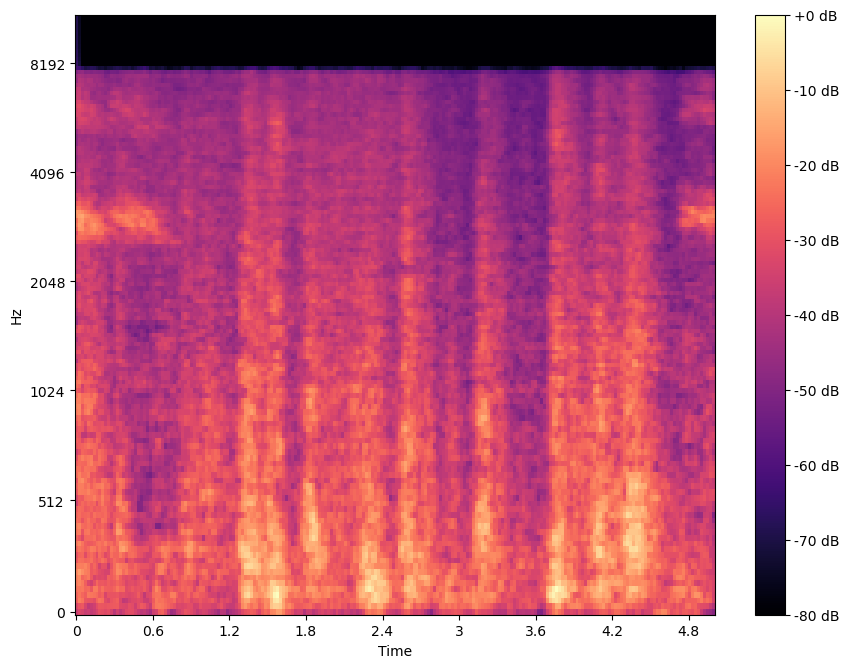 +0 dB
8192
-10 dB
4096
-20 dB
-30 dB
2048
Hz
-40 dB
1024
-50 dB
512
-60 dB
-70 dB
0
-80 dB
0 0.6 1.2 1.8 2.4 3 3.6 4.2 4.8
Time